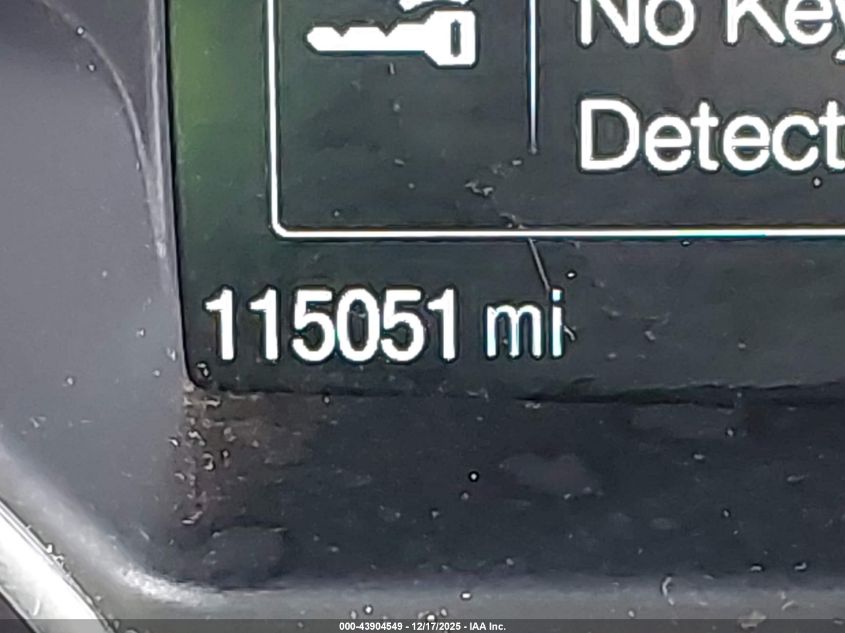 No Key
Detect
115051 mi
000-43904549 - 12/17/2025 - IAA Inc.